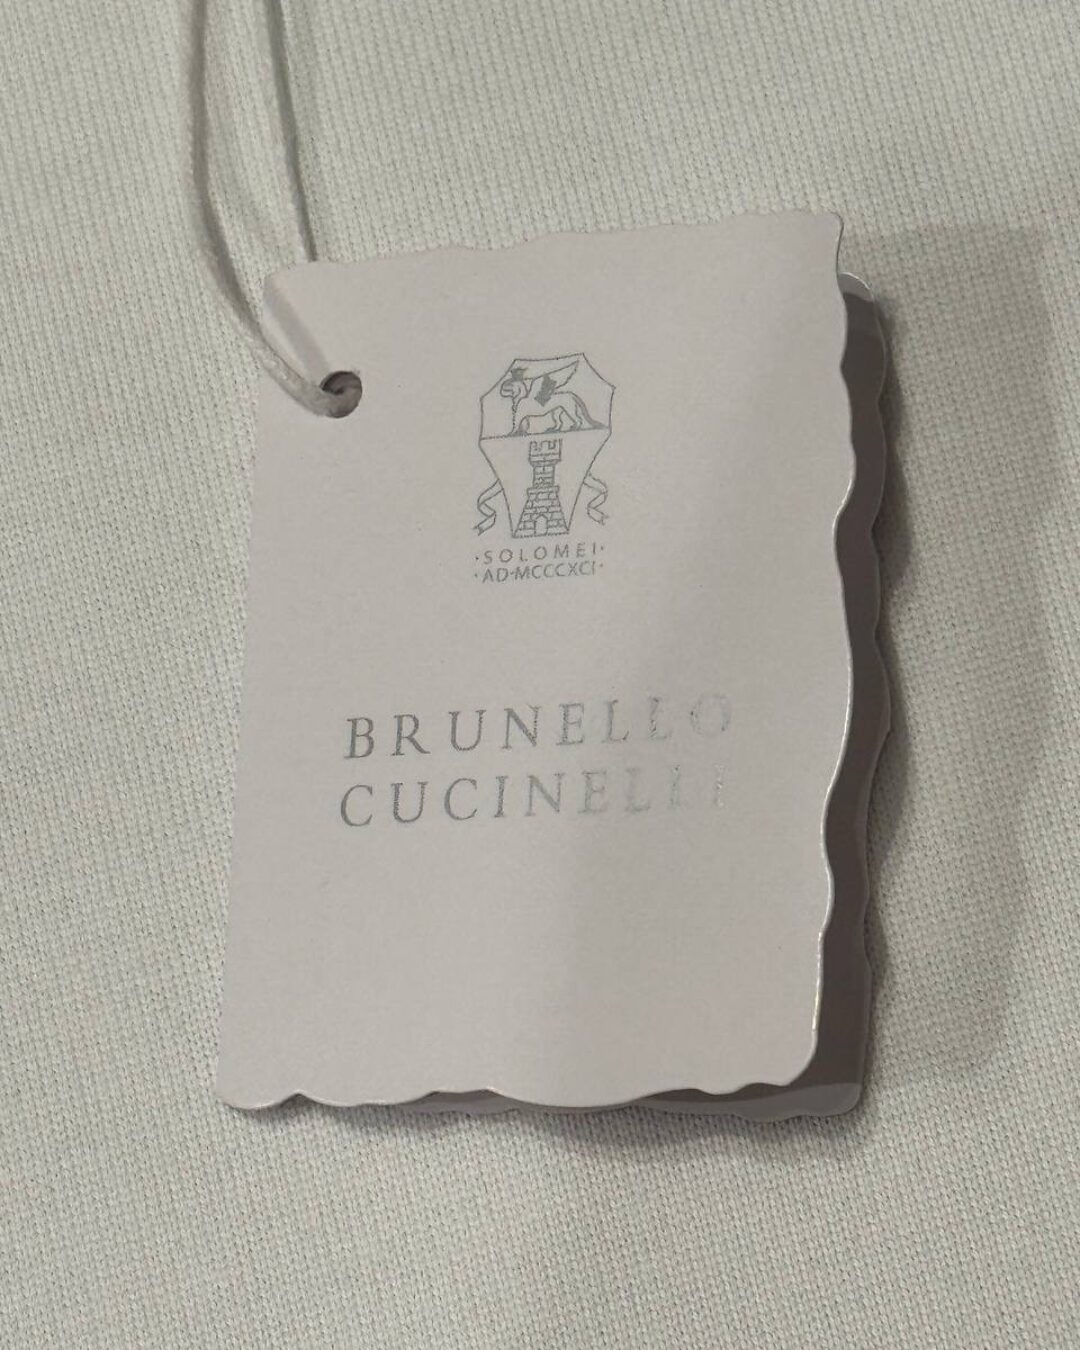 ·SOLOMEI·
·AD·MCCCXCI·
BRUNELLO
CUCINELLI